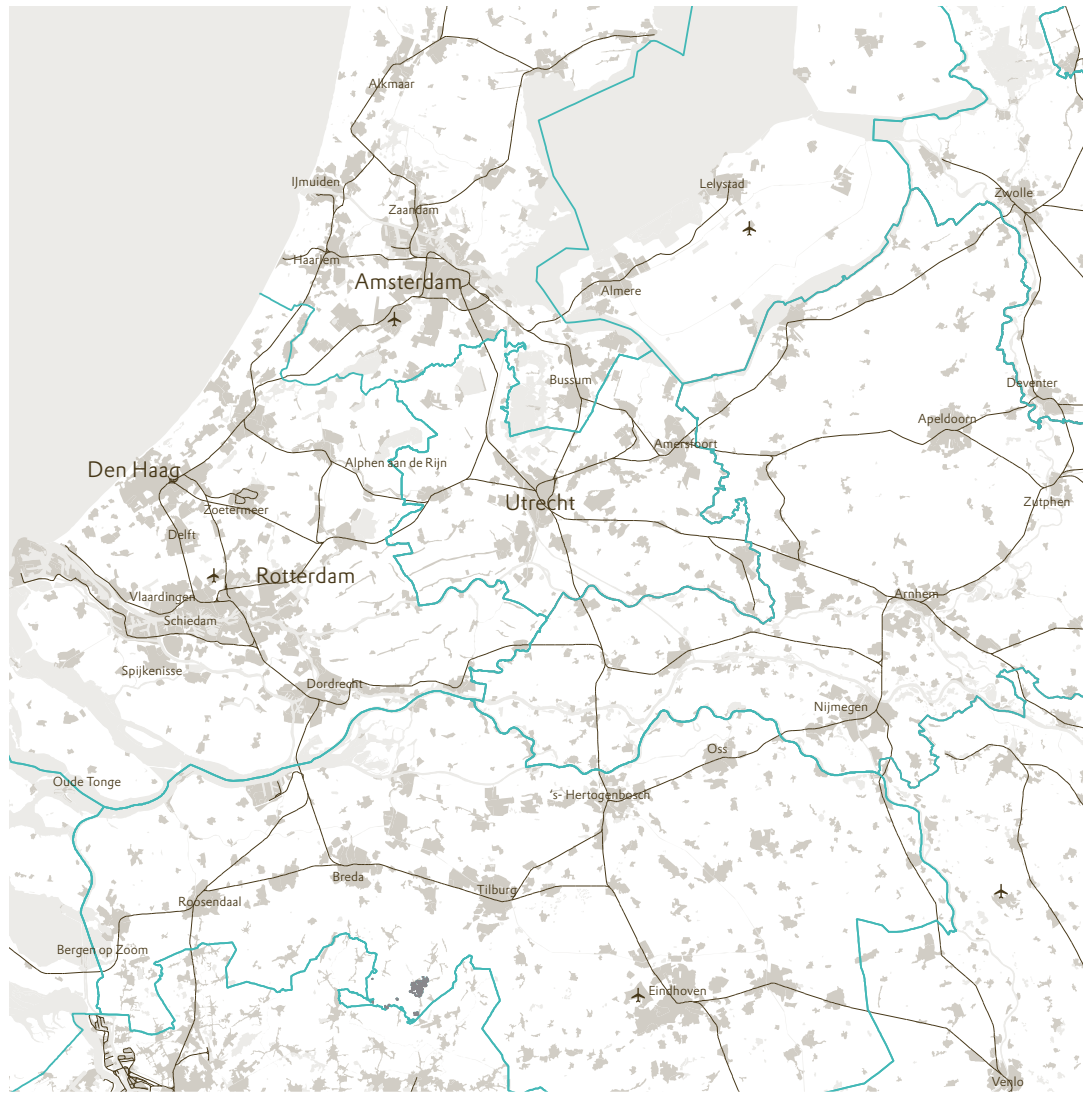 Alkmaar
IJmuiden
Lelystad
Zwolle
Zaandam
Haarlem
Amsterdam
Almere
Bussum
Deventer
Apeldoorn
Amersfoort
Den Haag
Alphen aan de Rijn
Utrecht
Zutphen
Zoetermeer
Delft
Rotterdam
Vlaardingen
Arnhem
Schiedam
Spijkenisse
Dordrecht
Nijmegen
Oss
Oude Tonge
's- Hertogenbosch
Breda
Tilburg
Roosendaal
Bergen op Zoom
Eindhoven
Venlo